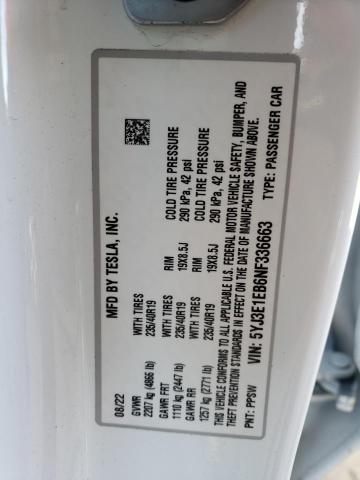 MFD BY TESLA, INC.
08/22
GVWR
2207 kg (4866 lb)
GAWR FRT WITH TIRES RIM COLD TIRE PRESSURE
1110 kg (2447 lb) 235/40R19 19X8.5J 290 kPa, 42 psi
GAWR RR WITH TIRES RIM COLD TIRE PRESSURE
1257 kg (2771 lb) 235/40R19 19X8.5J 290 kPa, 42 psi
THIS VEHICLE CONFORMS TO ALL APPLICABLE U.S. FEDERAL MOTOR VEHICLE SAFETY, BUMPER, AND
THEFT PREVENTION STANDARDS IN EFFECT ON THE DATE OF MANUFACTURE SHOWN ABOVE.
VIN: 5YJ3E1EB6NF336663
PNT: PPSW TYPE: PASSENGER CAR